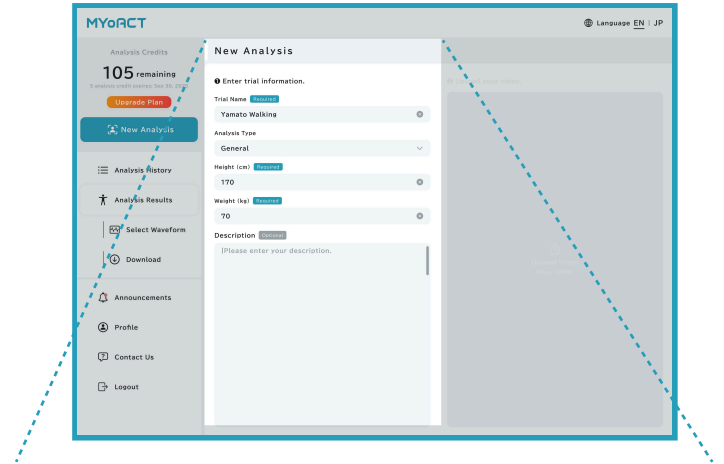 MYoACT
Language EN | JP
Analysis Credits
105 remaining
Upgrade Plan
New Analysis
Analysis History
Analysis Results
Select Waveform
Download
Announcements
Profile
Contact Us
Logout
New Analysis
Enter trial information.
Trial Name Required
Yamato Walking
Analysis Type
General
Height (cm) Required
170
Weight (kg) Required
70
Description Optional
Please enter your description.